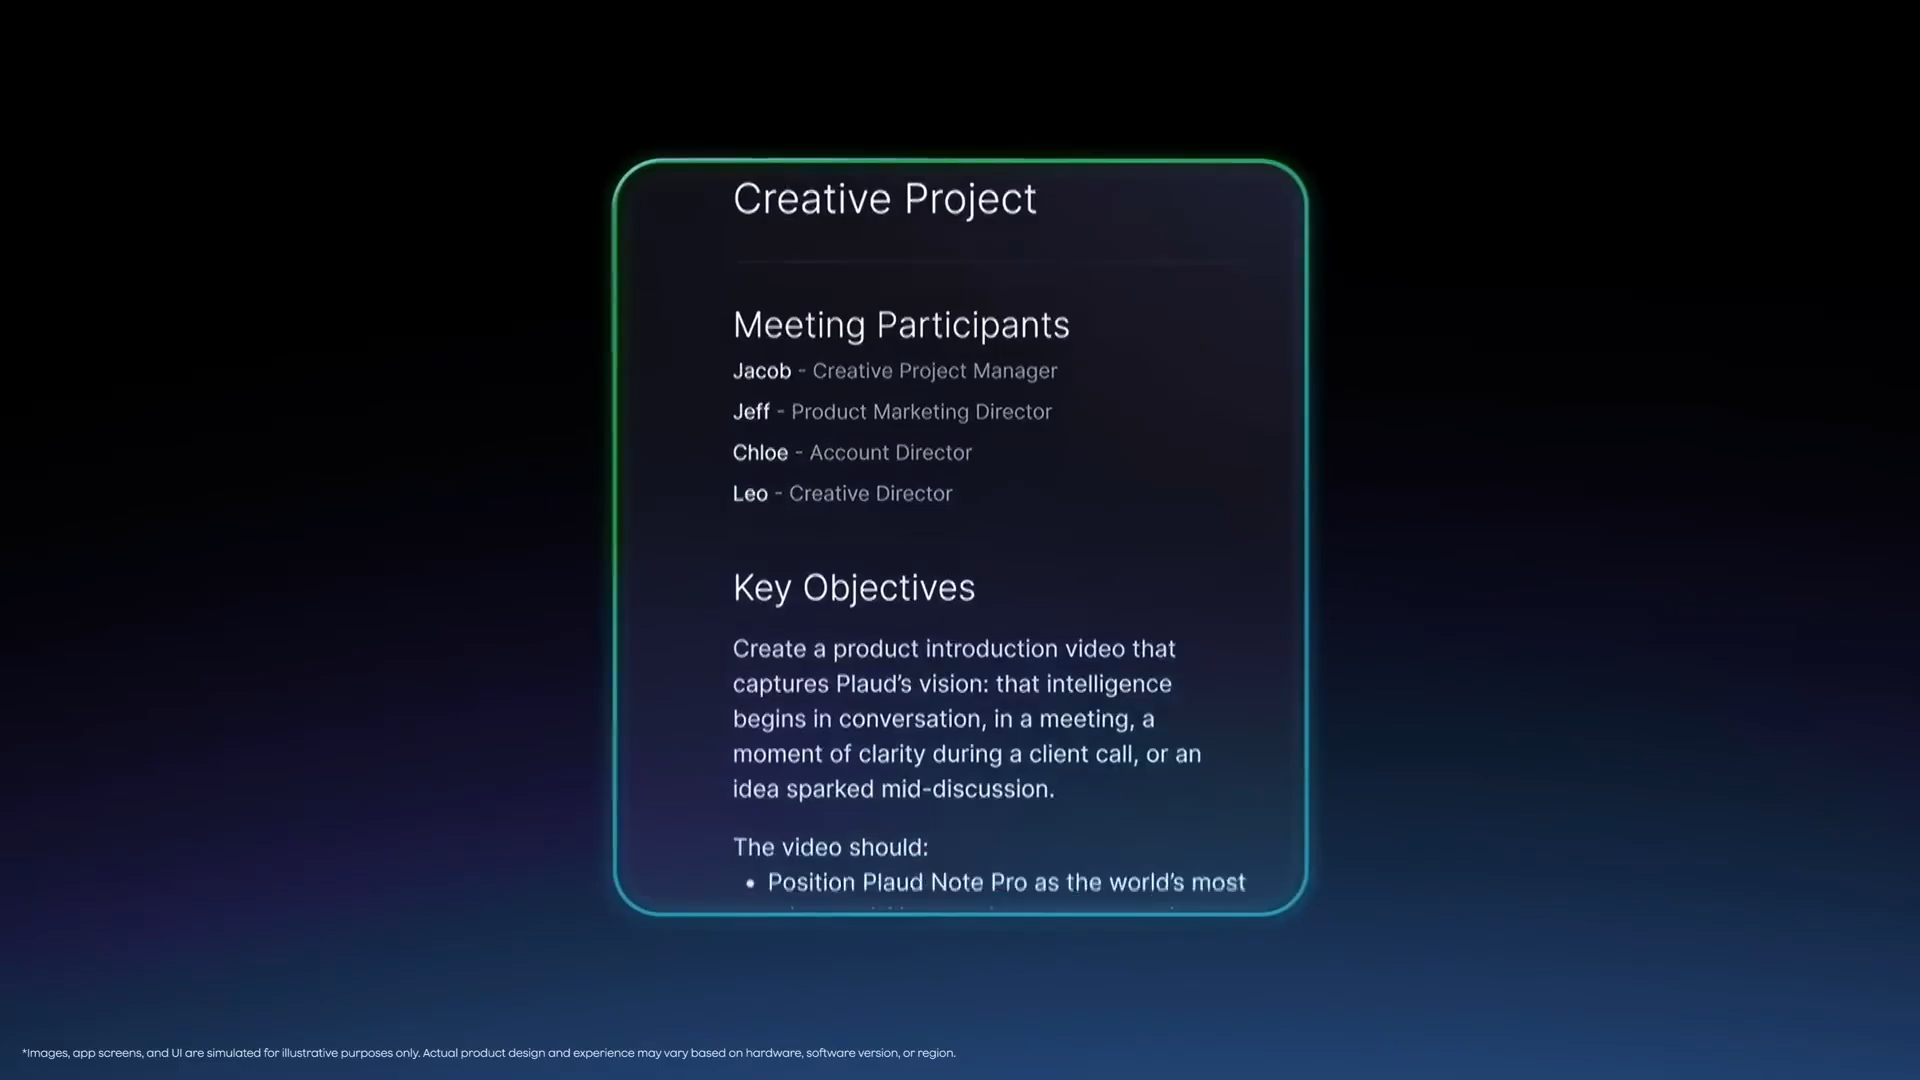 Creative Project
Meeting Participants
Jacob - Creative Project Manager
Jeff - Product Marketing Director
Chloe - Account Director
Leo - Creative Director
Key Objectives
Create a product introduction video that
captures Plaud’s vision: that intelligence
begins in conversation, in a meeting, a
moment of clarity during a client call, or an
idea sparked mid-discussion.
The video should:
• Position Plaud Note Pro as the world’s most
*Images, app screens, and UI are simulated for illustrative purposes only. Actual product design and experience may vary based on hardware, software version, or region.